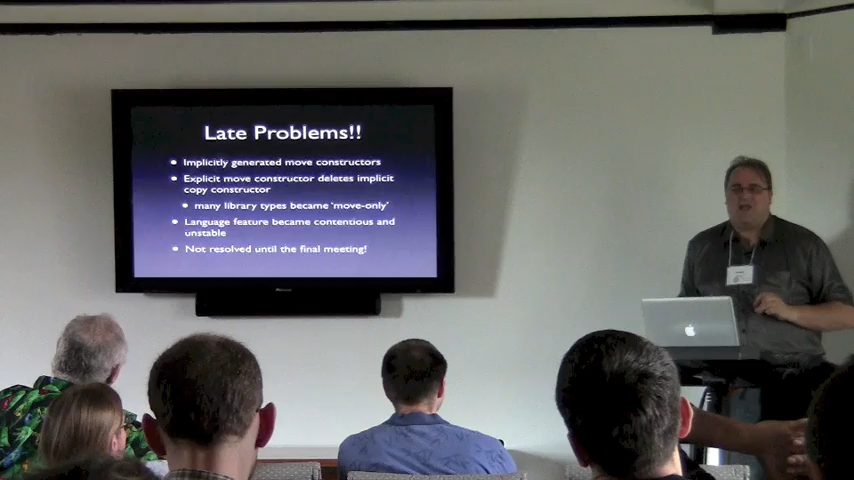 Late Problems!!
Implicitly generated move constructors
Explicit move constructor deletes implicit
copy constructor
many library types became 'move-only'
Language feature became contentious and
unstable
Not resolved until the final meeting!